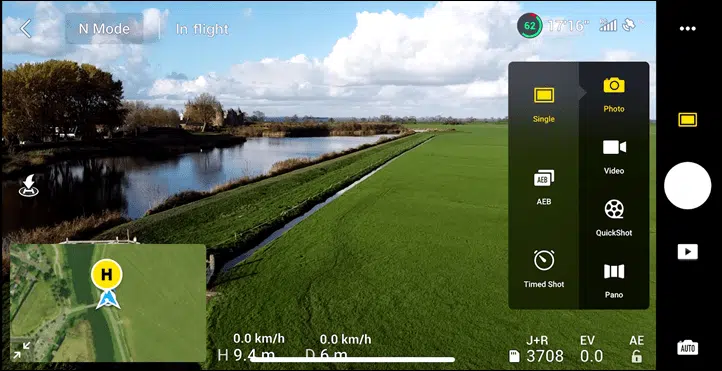 N Mode
In flight
62
17'16"
Single
Photo
AEB
AEB
Video
QuickShot
Timed Shot
Pano
H
0.0 km/h
0.0 km/h
H 9.4 m
D 6 m
J+R
3708
EV
0.0
AE
AUTO